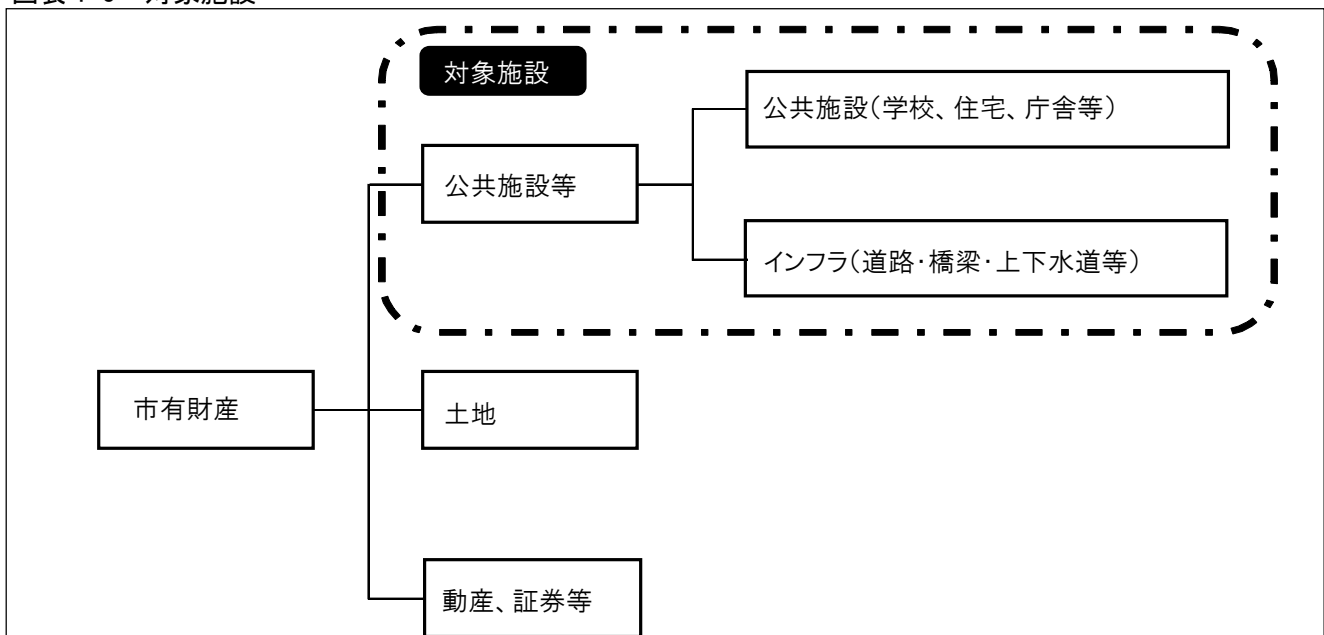 対象施設
公共施設(学校、住宅、庁舎等)
公共施設等
インフラ(道路・橋梁・上下水道等)
市有財産
土地
動産、証券等